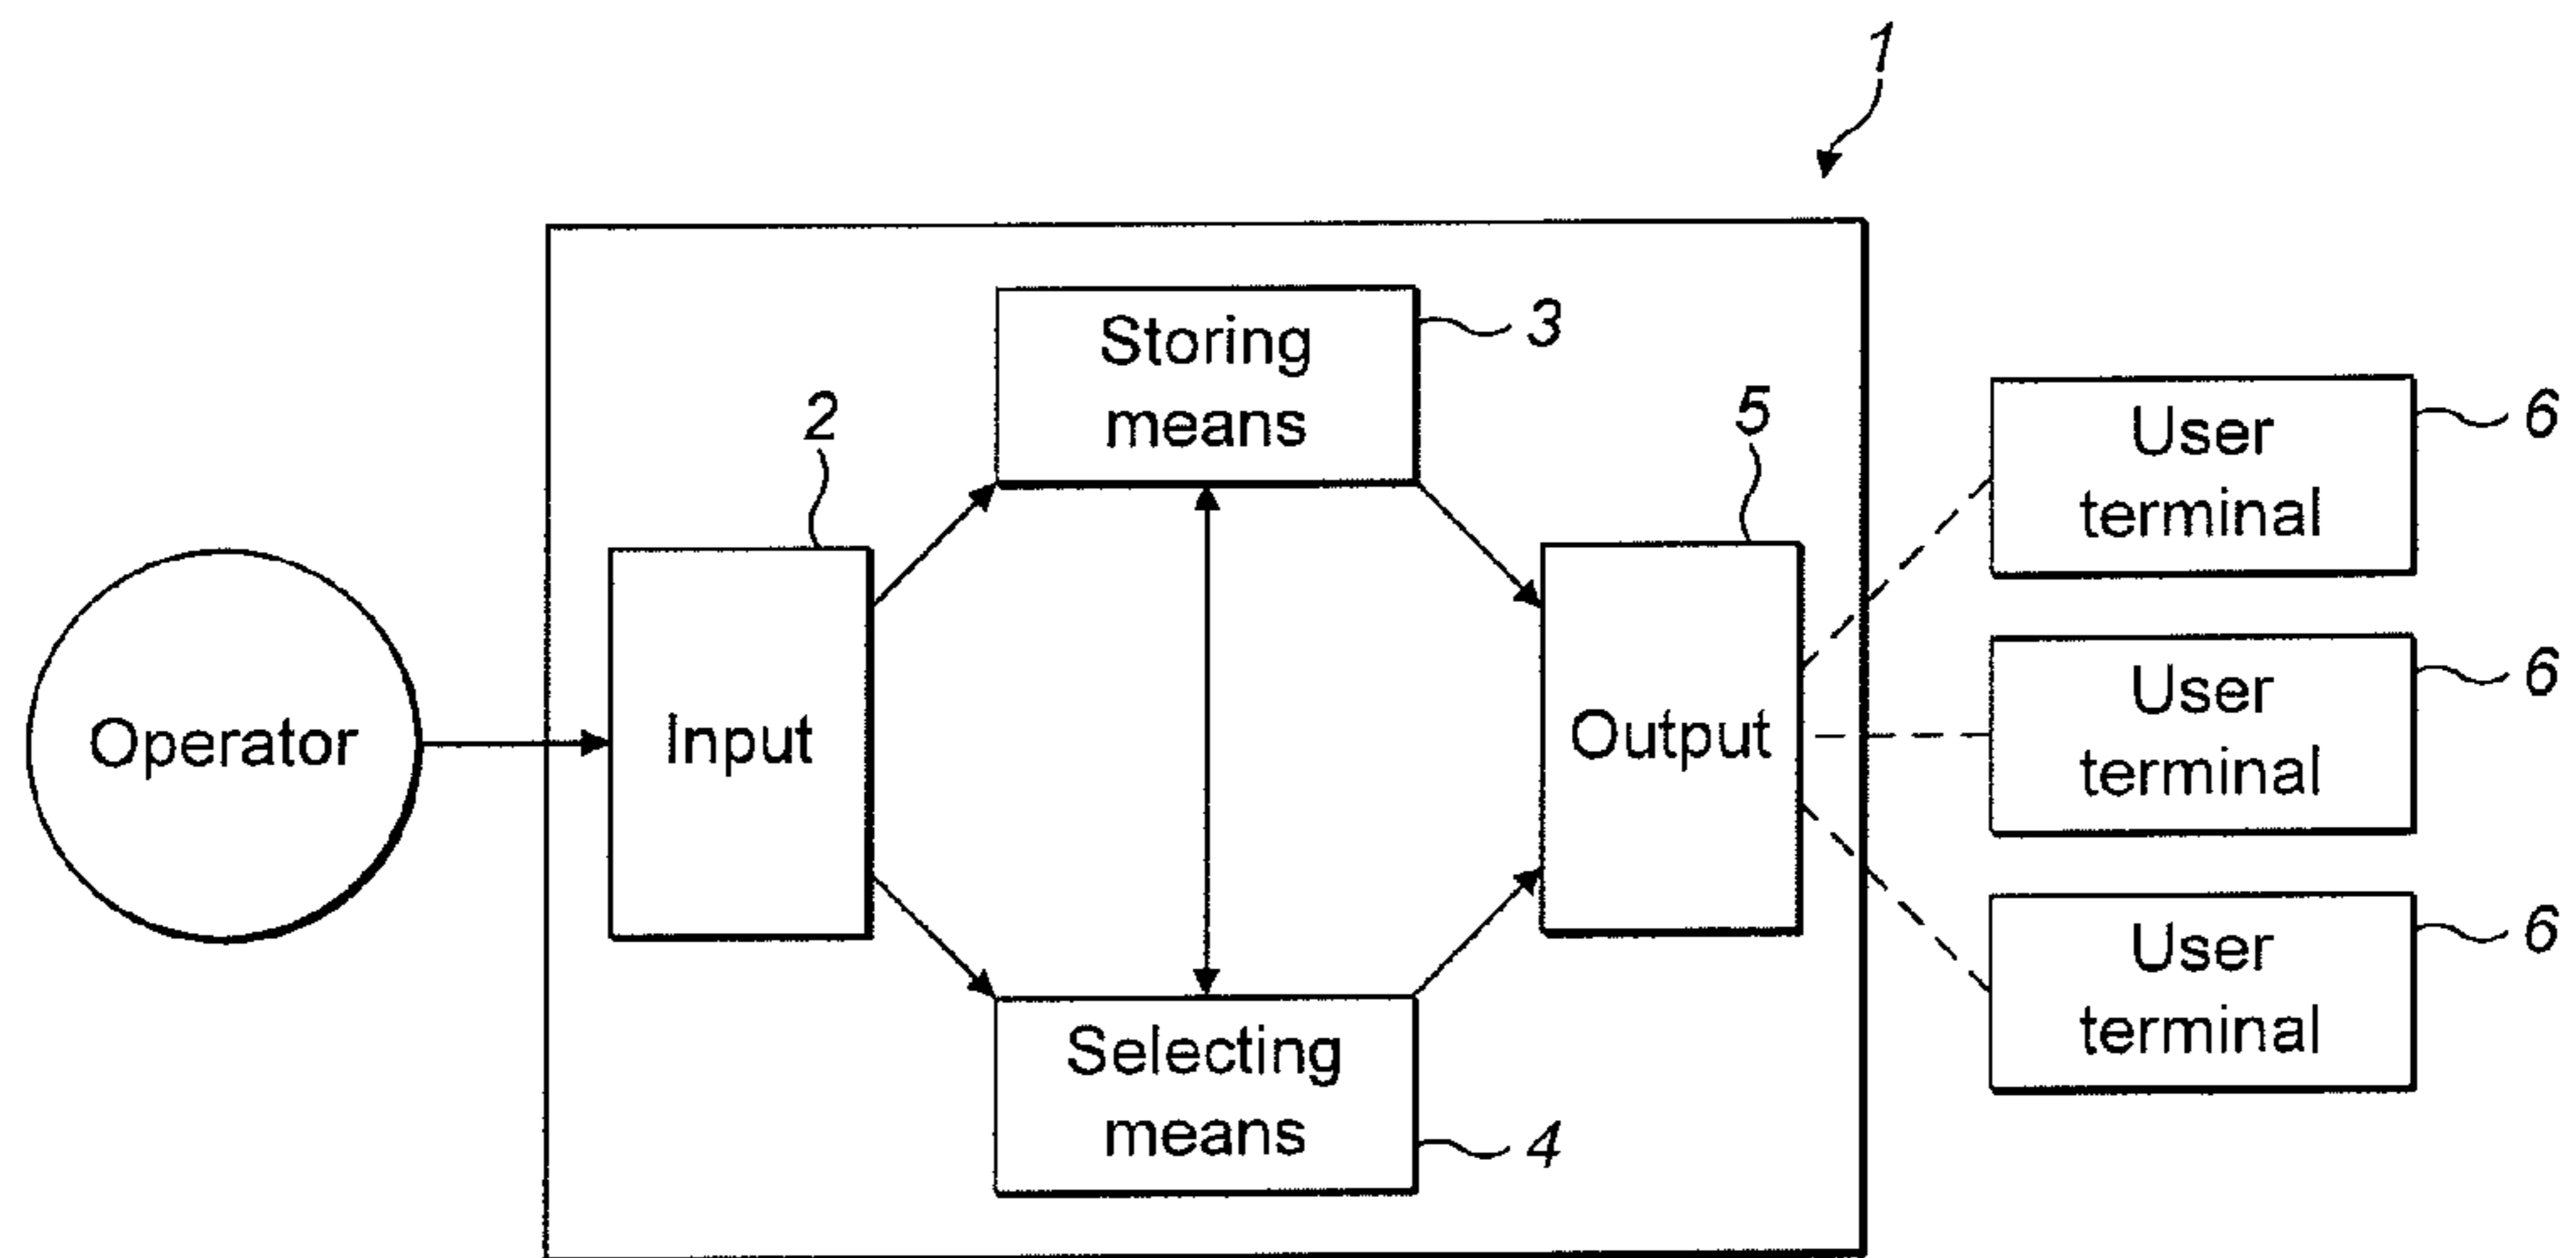 1
Storing
means
3
2
5
User
terminal
6
Operator
Input
Output
User
terminal
6
Selecting
means
4
User
terminal
6